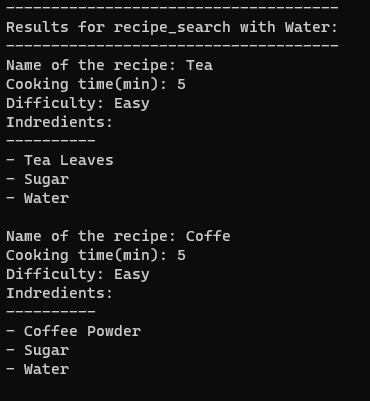 -------------------------------------
Results for recipe_search with Water:
-------------------------------------
Name of the recipe: Tea
Cooking time(min): 5
Difficulty: Easy
Indredients:
----------
- Tea Leaves
- Sugar
- Water

Name of the recipe: Coffe
Cooking time(min): 5
Difficulty: Easy
Indredients:
----------
- Coffee Powder
- Sugar
- Water